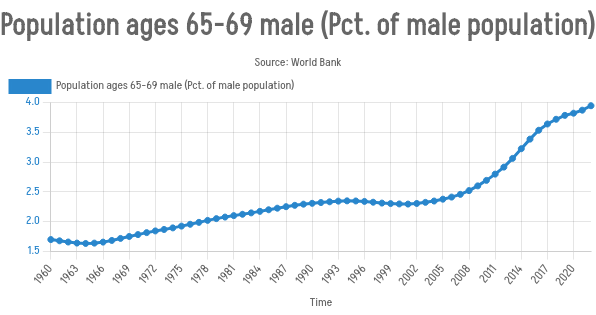 Population ages 65-69 male (Pct. of male population)
Source: World Bank
Population ages 65-69 male (Pct. of male population)
4.0
3.5
3.0
2.5
2.0
1.5
1960 1963 1966 1969 1972 1975 1978 1981 1984 1987 1990 1993 1996 1999 2002 2005 2008 2011 2014 2017 2020
Time